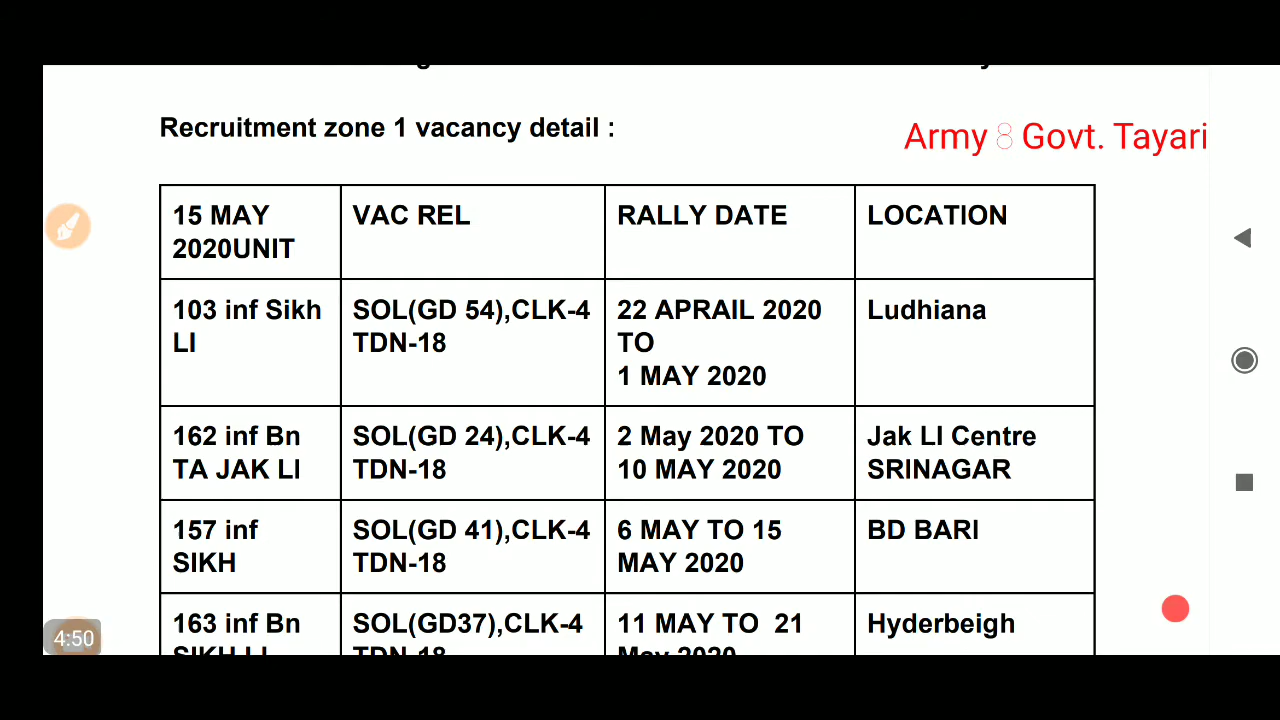 Recruitment zone 1 vacancy detail :
Army 8 Govt. Tayari
15 MAY
2020UNIT
VAC REL
RALLY DATE
LOCATION
103 inf Sikh
LI
SOL(GD 54),CLK-4
TDN-18
22 APRAIL 2020
TO
1 MAY 2020
Ludhiana
162 inf Bn
TA JAK LI
SOL(GD 24),CLK-4
TDN-18
2 May 2020 TO
10 MAY 2020
Jak LI Centre
SRINAGAR
157 inf
SIKH
SOL(GD 41),CLK-4
TDN-18
6 MAY TO 15
MAY 2020
BD BARI
163 inf Bn
SIKH LI
SOL(GD37),CLK-4
TDN-18
11 MAY TO 21
May 2020
Hyderbeigh
4:50